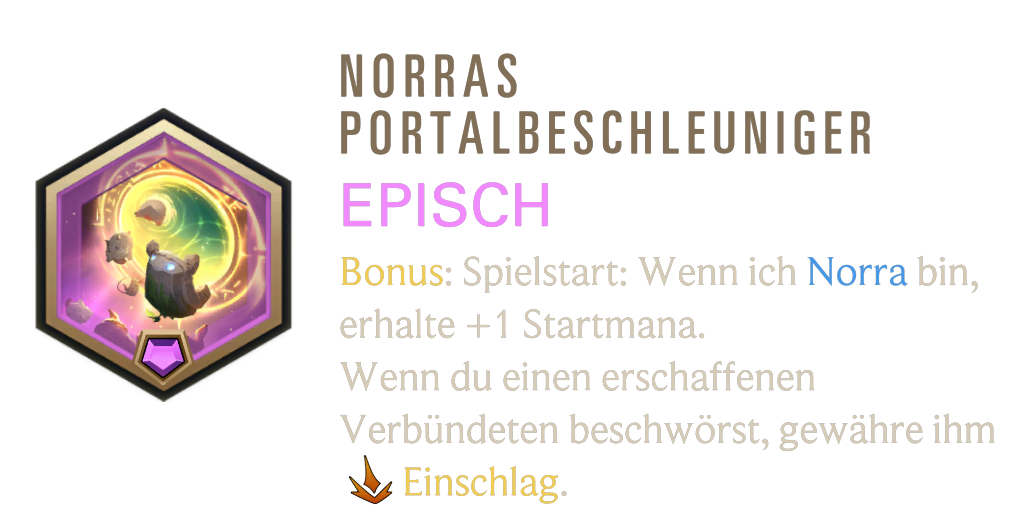 NORRAS
PORTALBESCHLEUNIGER
EPISCH
Bonus: Spielstart: Wenn ich Norra bin,
erhalte +1 Startmana.
Wenn du einen erschaffenen
Verbündeten beschwörst, gewähre ihm
Einschlag.